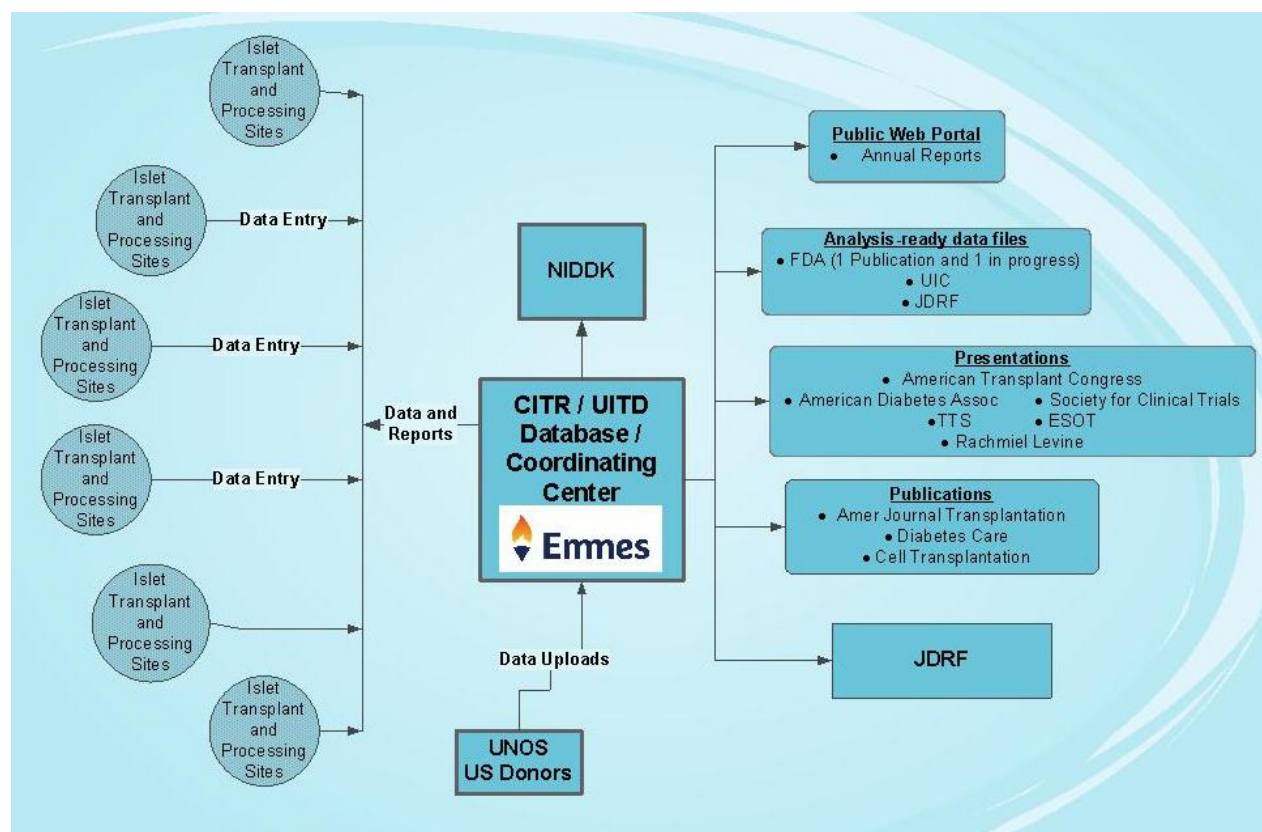 Islet
Transplant
and
Processing
Sites
Islet
Transplant
and
Processing
Sites
Data Entry
Islet
Transplant
and
Processing
Sites
Data Entry
Islet
Transplant
and
Processing
Sites
Data Entry
Islet
Transplant
and
Processing
Sites
Islet
Transplant
and
Processing
Sites
Data and
Reports
NIDDK
CITR / UITD
Database /
Coordinating
Center
Emmes
Data Uploads
UNOS
US Donors
Public Web Portal
● Annual Reports
Analysis-ready data files
● FDA (1 Publication and 1 in progress)
● UIC
● JDRF
Presentations
● American Transplant Congress
● American Diabetes Assoc ● Society for Clinical Trials
● TTS ● ESOT
● Rachmiel Levine
Publications
● Amer Journal Transplantation
● Diabetes Care
● Cell Transplantation
JDRF